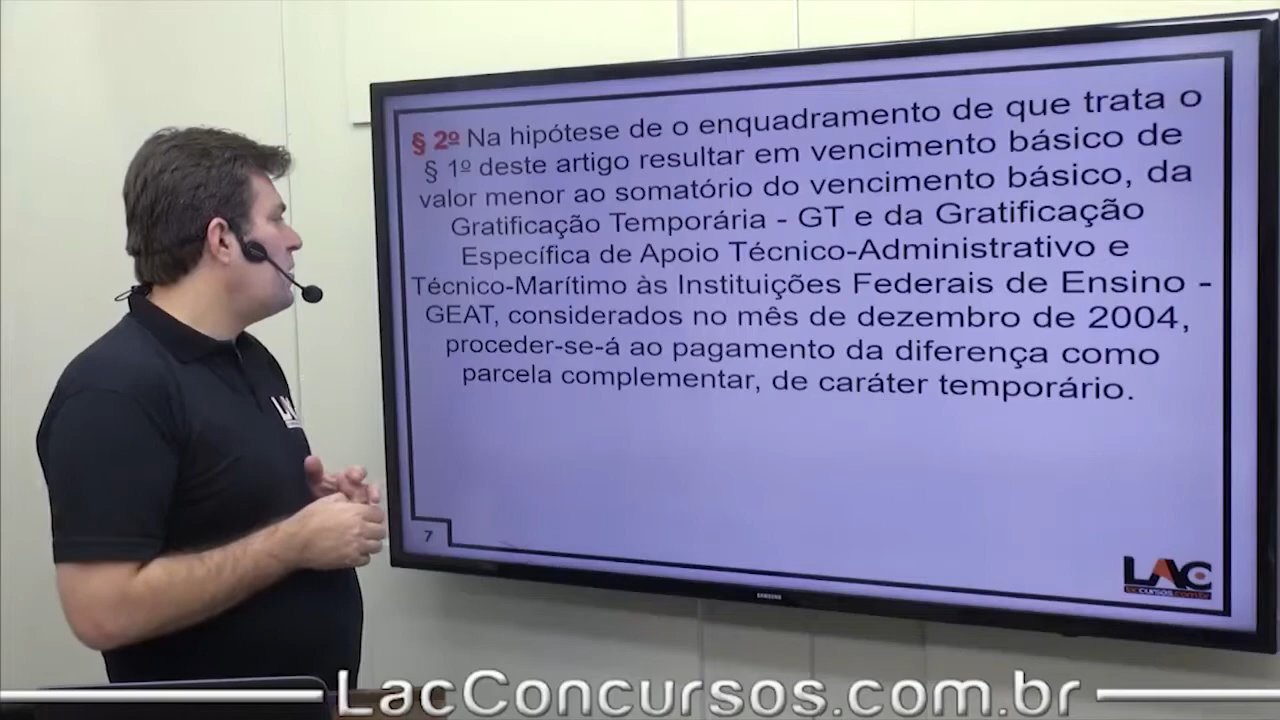 § 2º Na hipótese de o enquadramento de que trata o
§ 1º deste artigo resultar em vencimento básico de
valor menor ao somatório do vencimento básico, da
Gratificação Temporária - GT e da Gratificação
Específica de Apoio Técnico-Administrativo e
Técnico-Marítimo às Instituições Federais de Ensino -
GEAT, considerados no mês de dezembro de 2004,
proceder-se-á ao pagamento da diferença como
parcela complementar, de caráter temporário.
7
LAC
SAMSUNG
LacConcursos.com.br